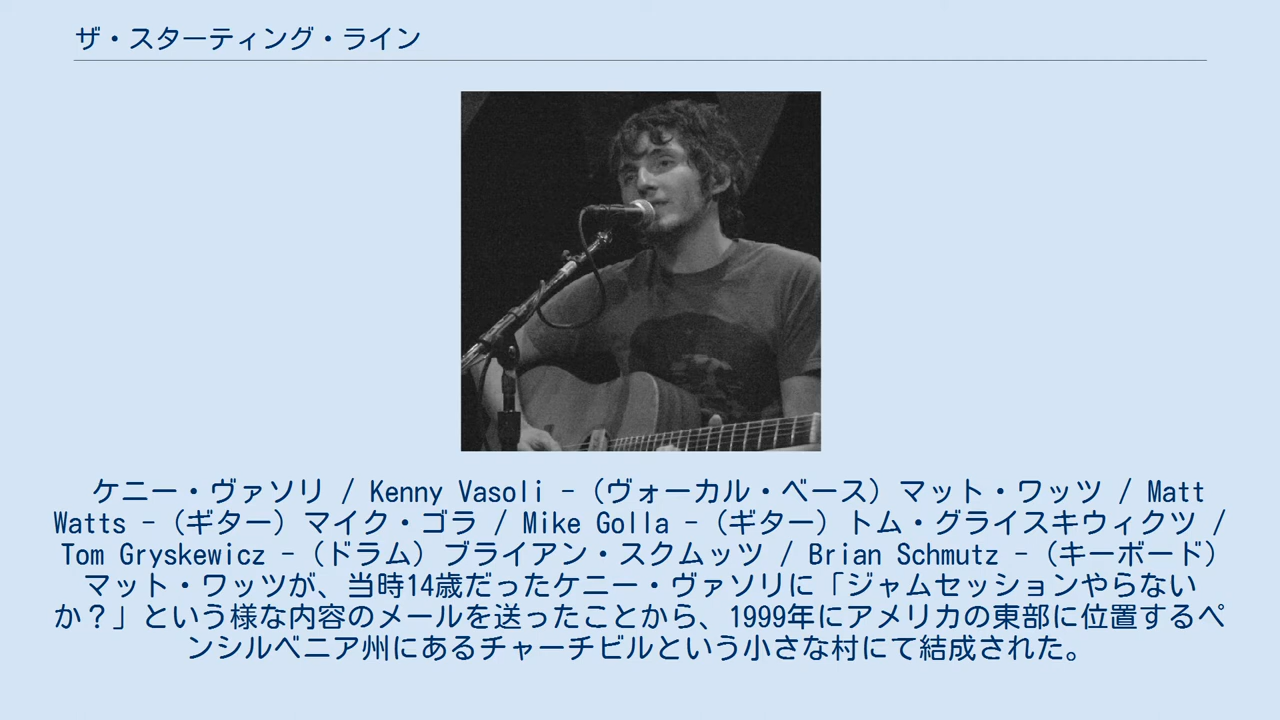 ザ・スターティング・ライン
ケニー・ヴァソリ / Kenny Vasoli -（ヴォーカル・ベース）マット・ワッツ / Matt
Watts -（ギター）マイク・ゴラ / Mike Golla -（ギター）トム・グライスキウィクツ /
Tom Gryskewicz -（ドラム）ブライアン・スクムッツ / Brian Schmutz -（キーボード）
マット・ワッツが、当時14歳だったケニー・ヴァソリに「ジャムセッションやらない
か？」という様な内容のメールを送ったことから、1999年にアメリカの東部に位置するペ
ンシルベニア州にあるチャーチビルという小さな村にて結成された。